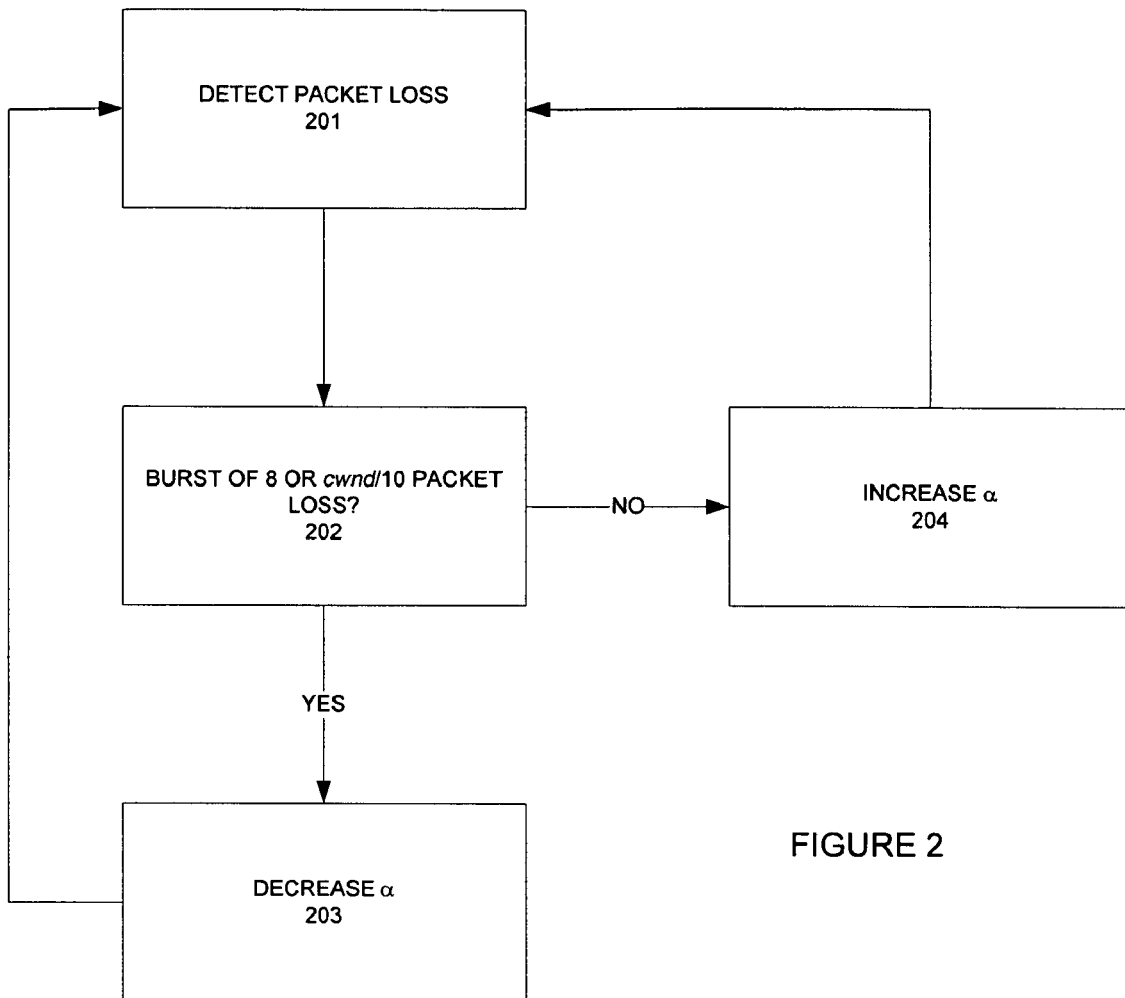 DETECT PACKET LOSS
201
BURST OF 8 OR cwnd/10 PACKET
LOSS?
202
NO
INCREASE α
204
YES
DECREASE α
203
FIGURE 2